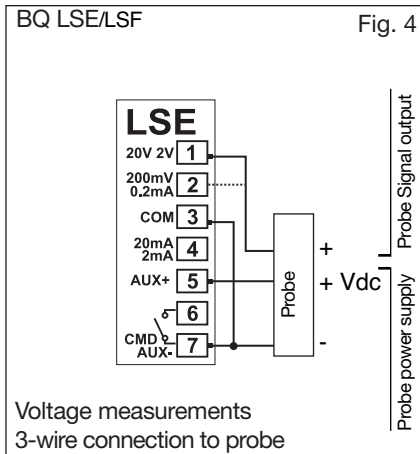 BQ LSE/LSF
Fig. 4
LSE
20V 2V 1
200mV
0.2mA 2
COM 3
20mA
2mA 4
AUX+ 5
6
CMD
AUX- 7
Probe
+
+ Vdc
-
Probe Signal output
Probe power supply
Voltage measurements
3-wire connection to probe